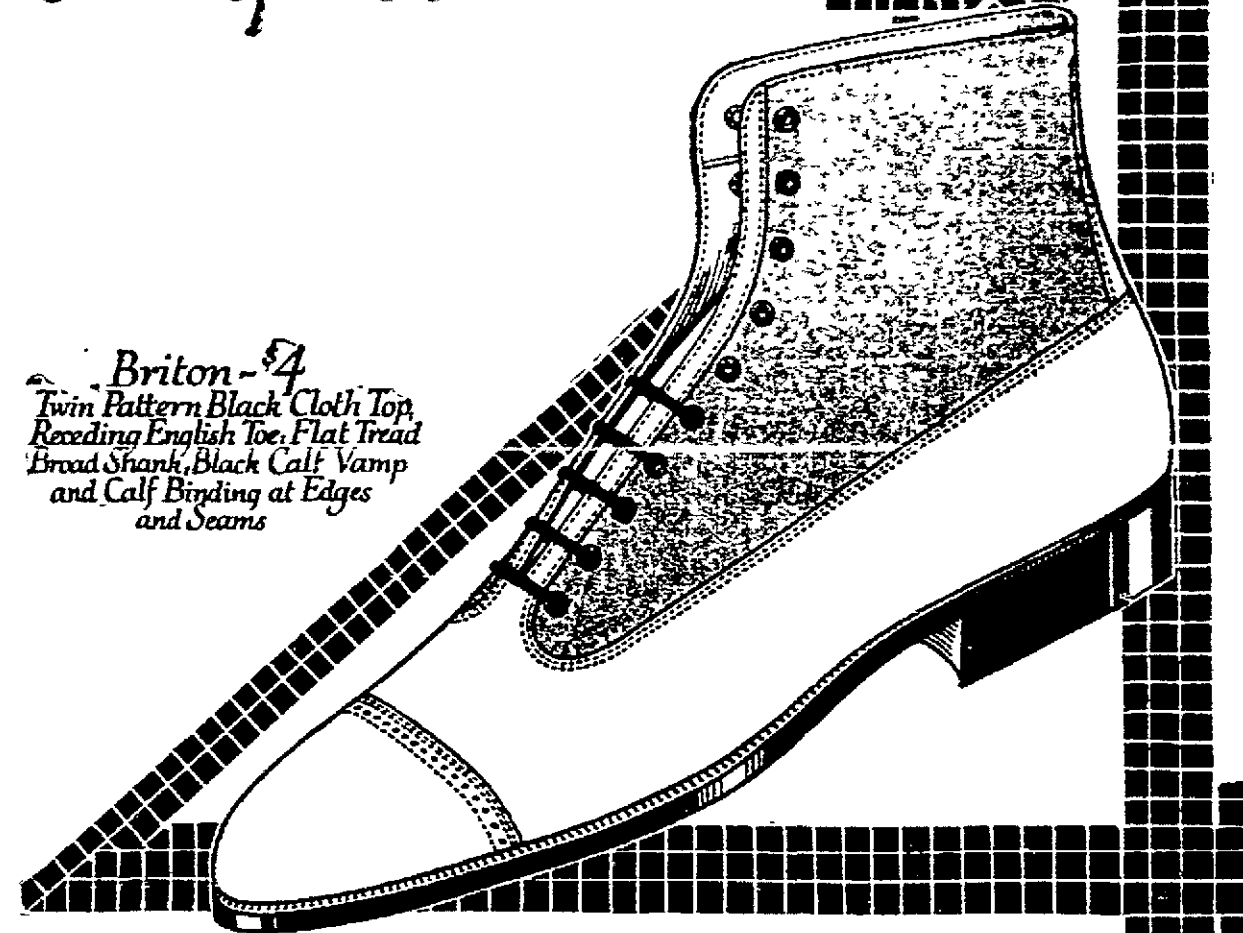 Briton - $4
Twin Pattern Black Cloth Top,
Receding English Toe, Flat Tread
Broad Shank, Black Calf Vamp
and Calf Binding at Edges
and Seams